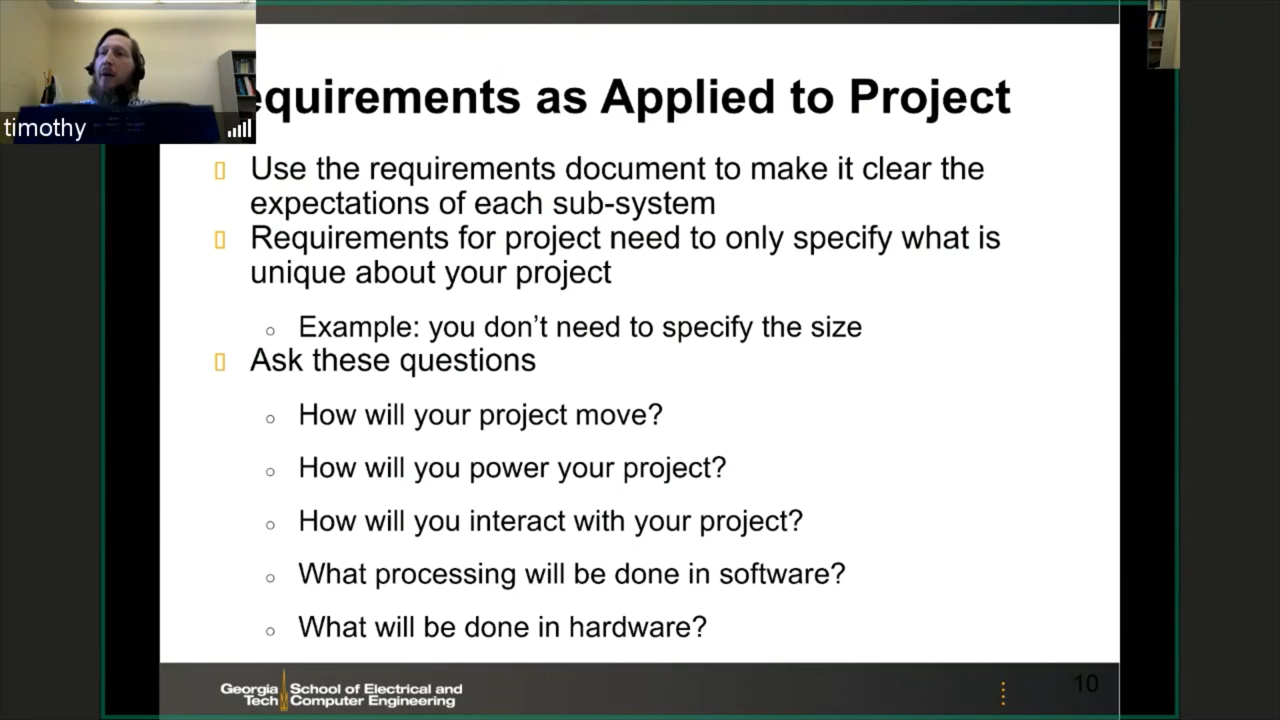 equirements as Applied to Project
timothy
Use the requirements document to make it clear the
expectations of each sub-system
Requirements for project need to only specify what is
unique about your project
Example: you don’t need to specify the size
Ask these questions
How will your project move?
How will you power your project?
How will you interact with your project?
What processing will be done in software?
What will be done in hardware?
Georgia School of Electrical and
Tech Computer Engineering
10